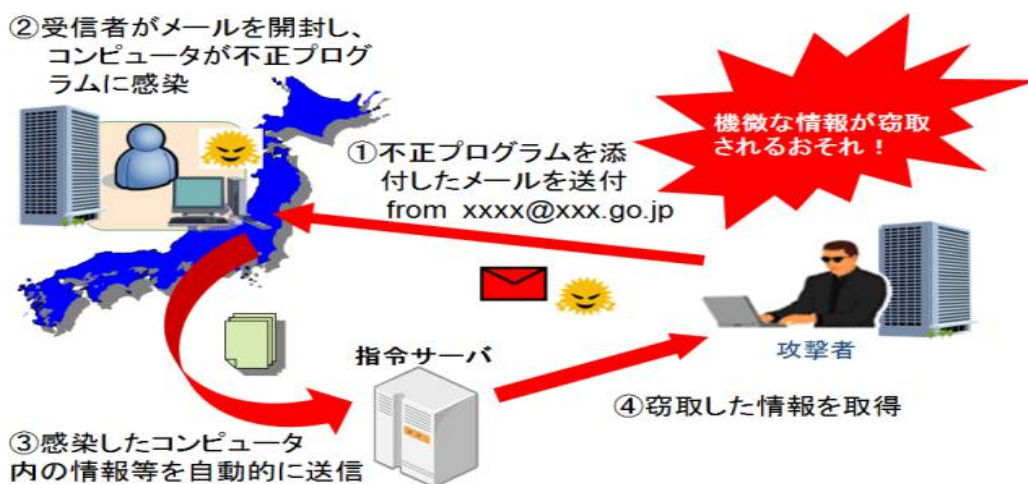 ②受信者がメールを開封し、
コンピュータが不正プログ
ラムに感染
機微な情報が窃取
されるおそれ！
①不正プログラムを添
付したメールを送付
from xxxx@xxx.go.jp
攻撃者
指令サーバ
④窃取した情報を取得
③感染したコンピュータ
内の情報等を自動的に送信